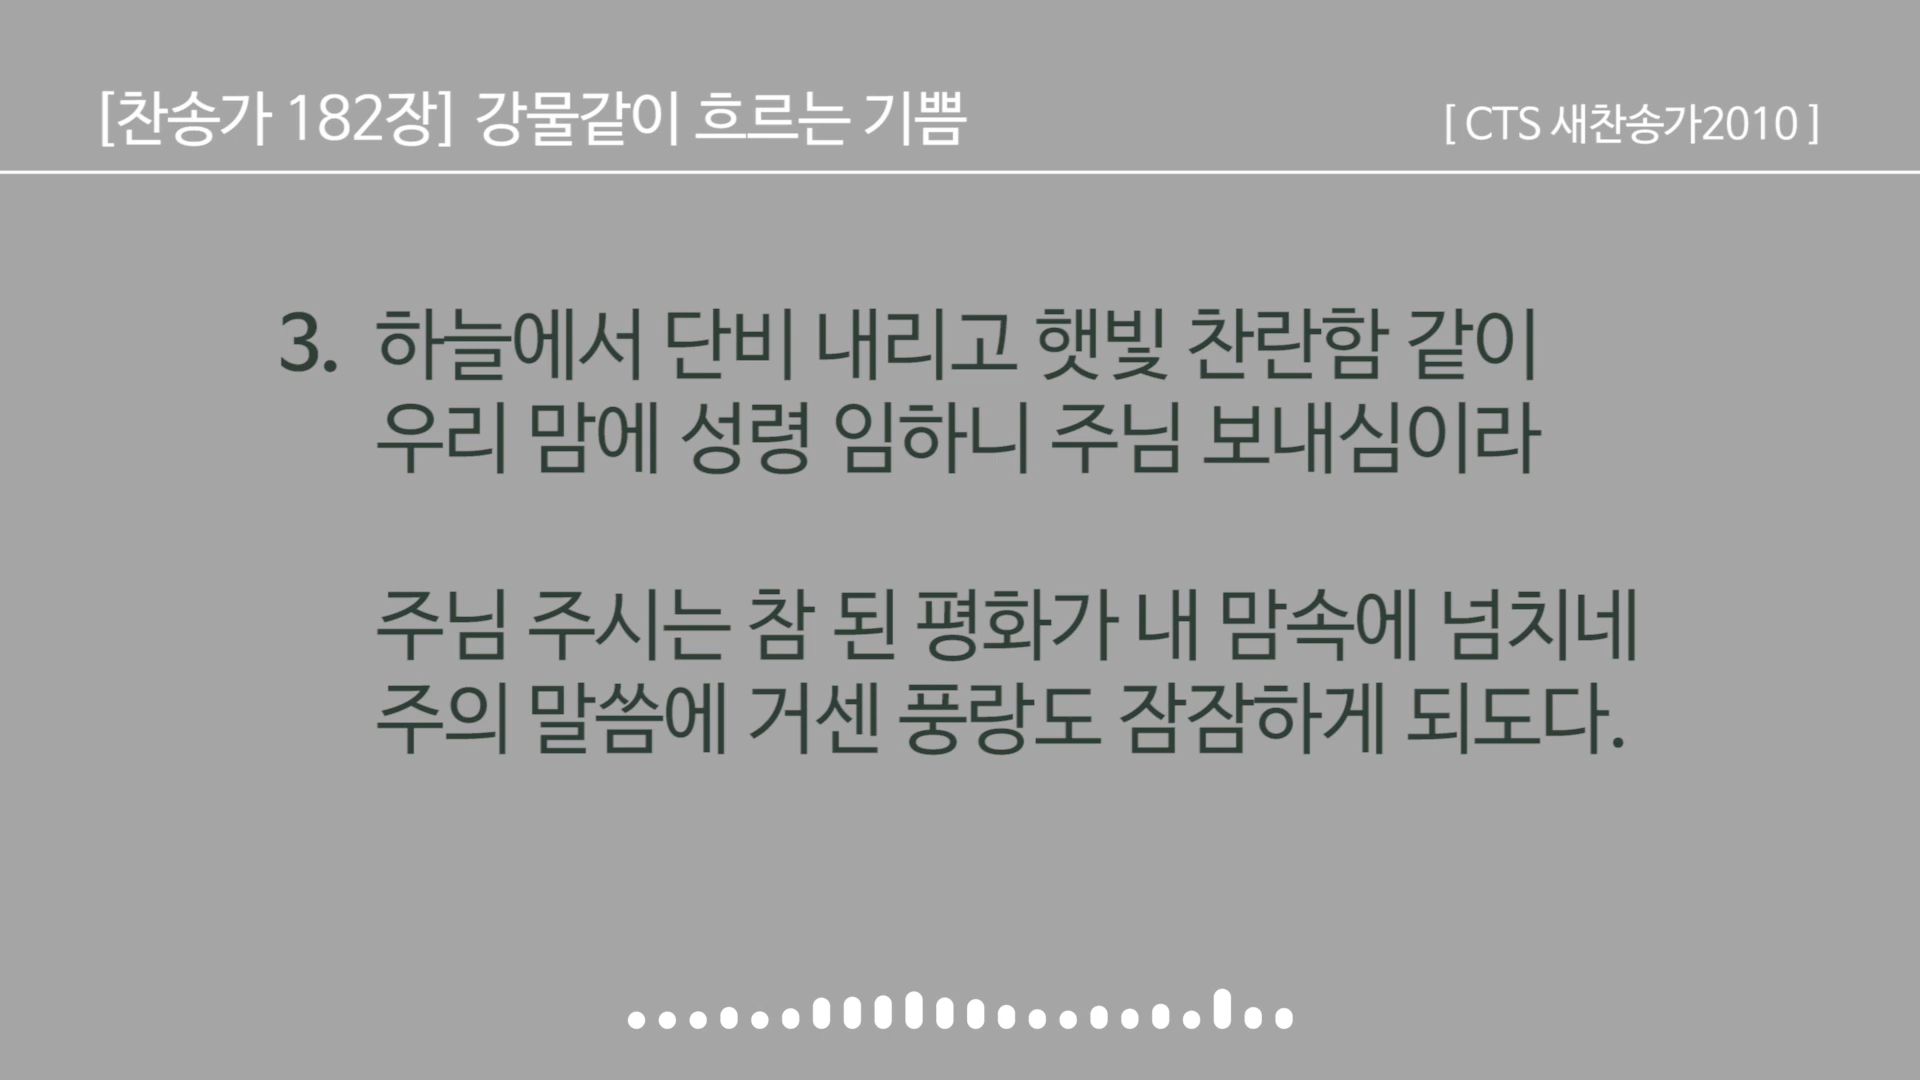 [찬송가 182장] 강물같이 흐르는 기쁨
[ CTS 새찬송가2010 ]
3. 하늘에서 단비 내리고 햇빛 찬란함 같이
우리 맘에 성령 임하니 주님 보내심이라
주님 주시는 참 된 평화가 내 맘속에 넘치네
주의 말씀에 거센 풍랑도 잠잠하게 되도다.